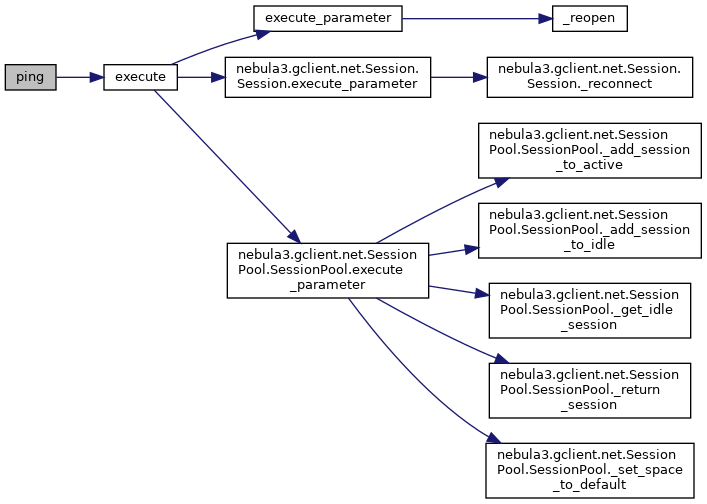 ping
execute
execute_parameter
_reopen
nebula3.gclient.net.Session.
Session.execute_parameter
nebula3.gclient.net.Session.
Session._reconnect
nebula3.gclient.net.Session
Pool.SessionPool.execute
_parameter
nebula3.gclient.net.Session
Pool.SessionPool._add_session
_to_active
nebula3.gclient.net.Session
Pool.SessionPool._add_session
_to_idle
nebula3.gclient.net.Session
Pool.SessionPool._get_idle
_session
nebula3.gclient.net.Session
Pool.SessionPool._return
_session
nebula3.gclient.net.Session
Pool.SessionPool._set_space
_to_default